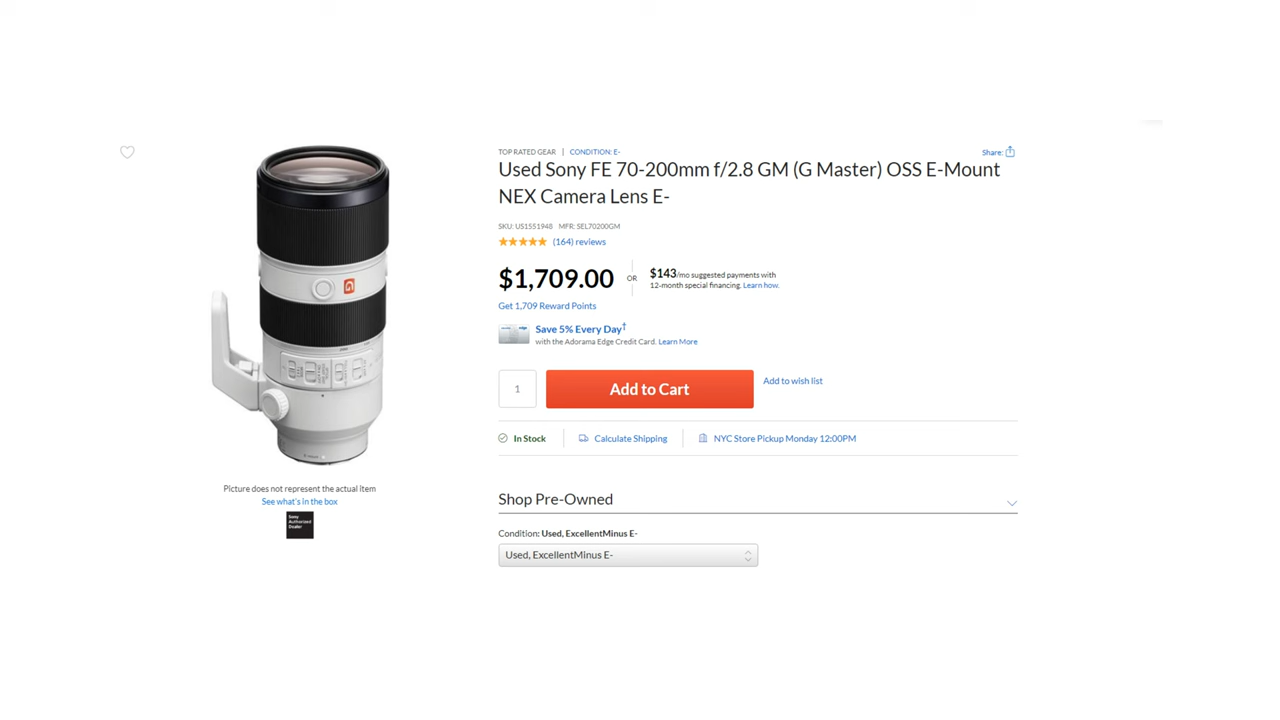 TOP RATED GEAR | CONDITION: E-
Share:
Used Sony FE 70-200mm f/2.8 GM (G Master) OSS E-Mount
NEX Camera Lens E-
SKU: US1551948 MFR: SEL70200GM
(164) reviews
$1,709.00 OR $143/mo suggested payments with
12-month special financing. Learn how.
Get 1,709 Reward Points
Save 5% Every Day†
with the Adorama Edge Credit Card. Learn More
1
Add to Cart
Add to wish list
In Stock
Calculate Shipping
NYC Store Pickup Monday 12:00PM
Shop Pre-Owned
Condition: Used, ExcellentMinus E-
Used, ExcellentMinus E-
G
Picture does not represent the actual item
See what's in the box
Sony
Authorized
Dealer